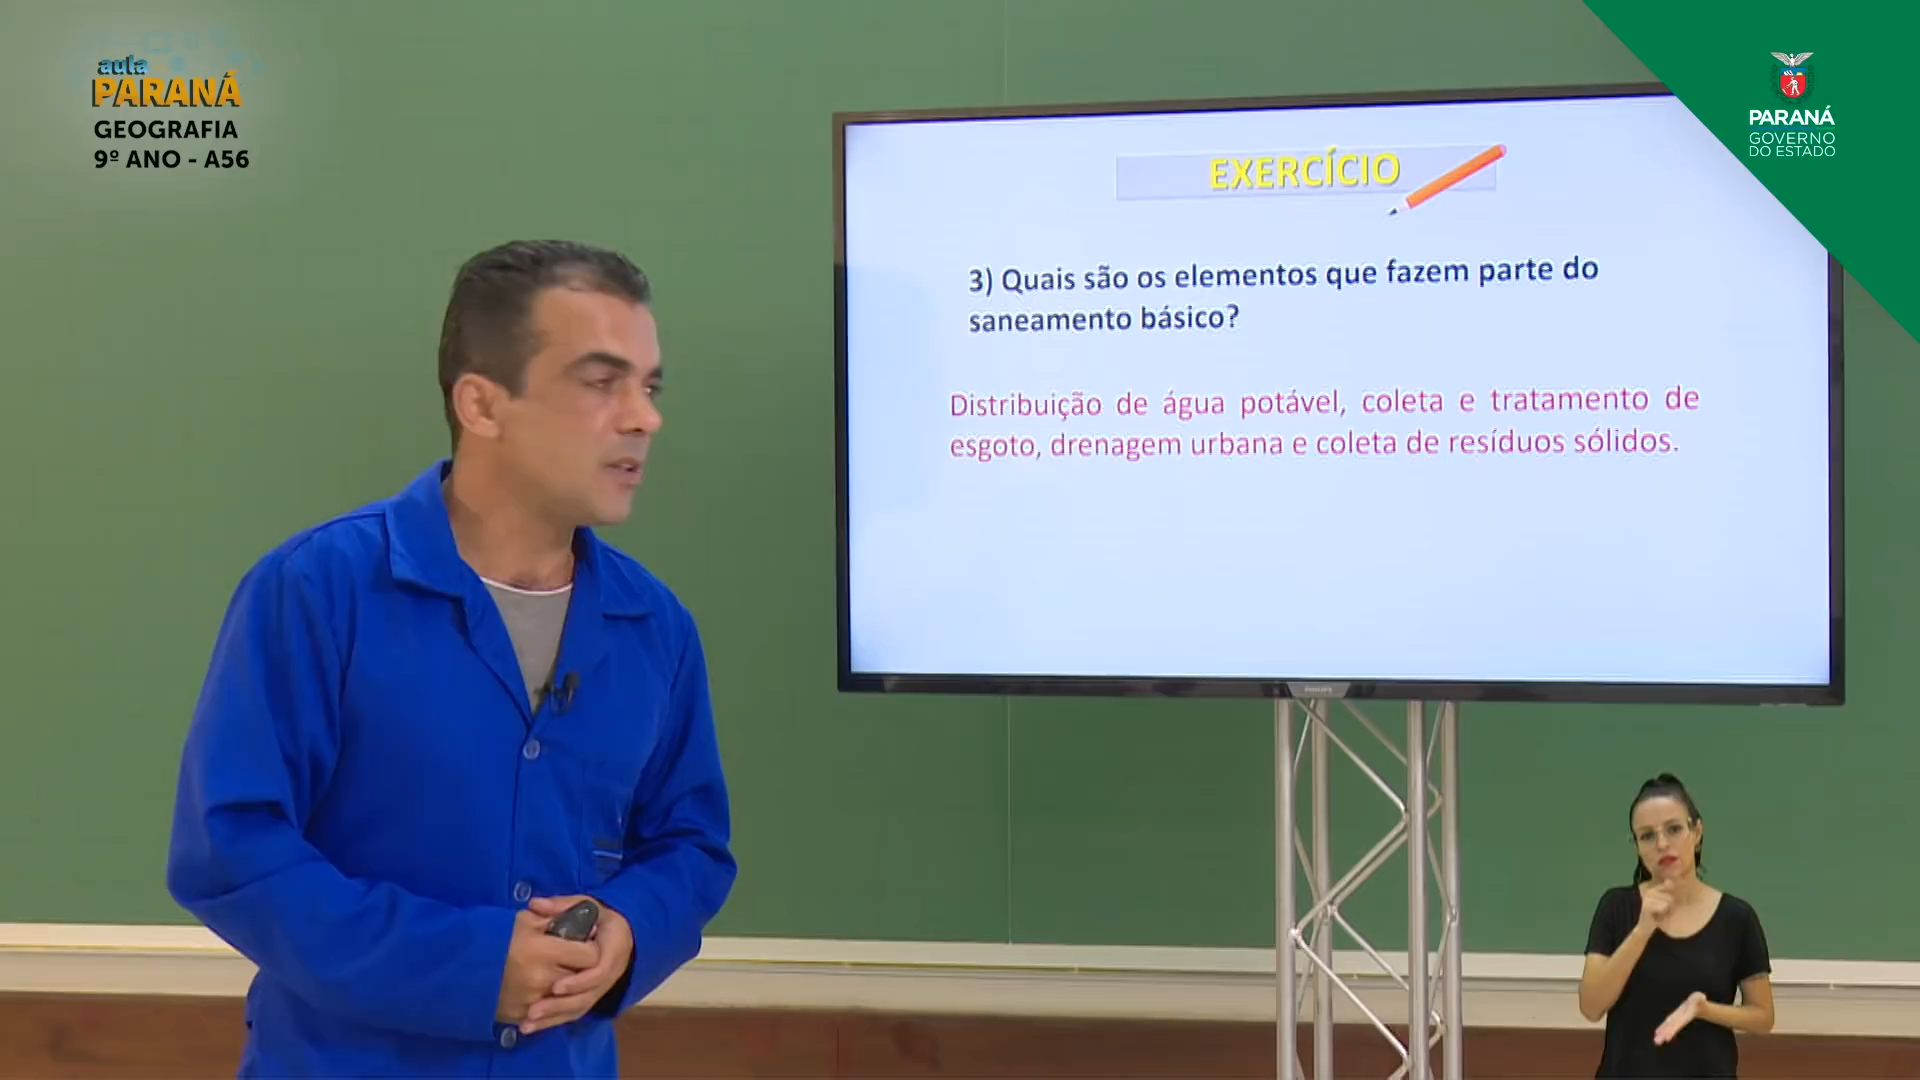 aula
PARANÁ
GEOGRAFIA
9º ANO - A56
PARANÁ
GOVERNO
DO ESTADO
EXERCÍCIO
3) Quais são os elementos que fazem parte do
saneamento básico?
Distribuição de água potável, coleta e tratamento de
esgoto, drenagem urbana e coleta de resíduos sólidos.
PHILIPS